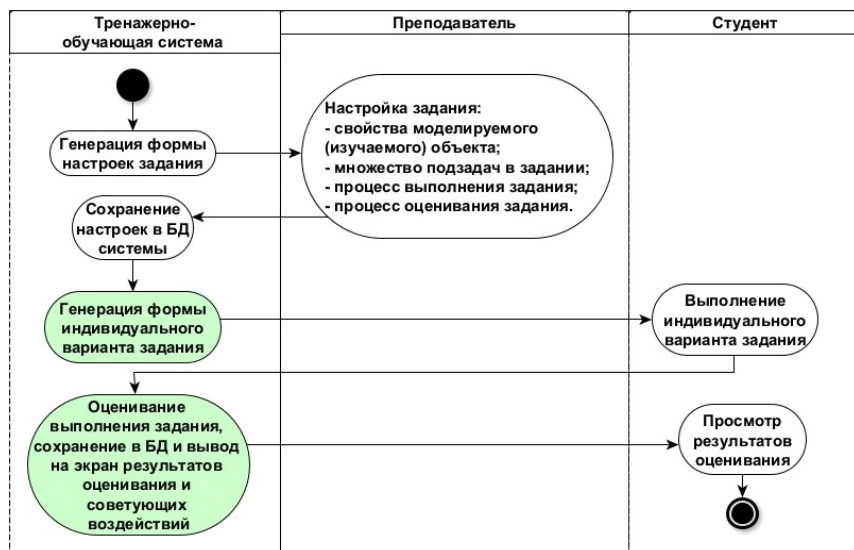 Тренажерно-
обучающая система
Преподаватель
Студент
Генерация формы
настроек задания
Настройка задания:
- свойства моделируемого
(изучаемого) объекта;
- множество подзадач в задании;
- процесс выполнения задания;
- процесс оценивания задания.
Сохранение
настроек в БД
системы
Генерация формы
индивидуального
варианта задания
Выполнение
индивидуального
варианта задания
Оценивание
выполнения задания,
сохранение в БД и вывод
на экран результатов
оценивания и
советующих
воздействий
Просмотр
результатов
оценивания